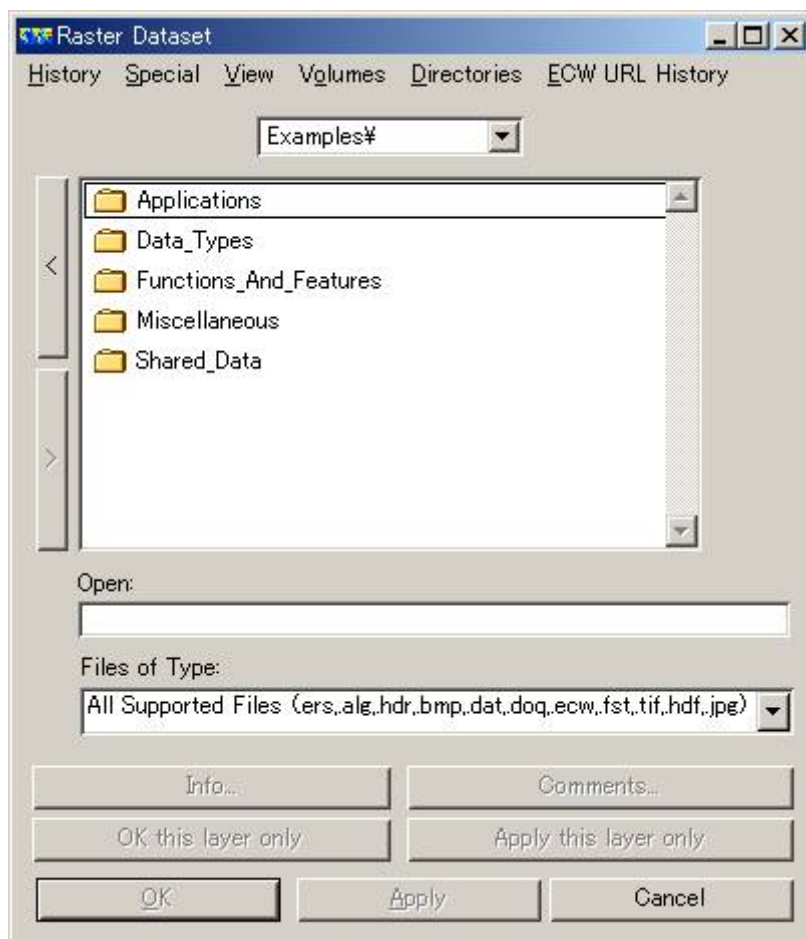 Raster Dataset
History Special View Volumes Directories ECW URL History
Examples¥
Applications
<
Data_Types
Functions_And_Features
Miscellaneous
Shared_Data
>
Open:
Files of Type:
All Supported Files (ers,.alg,.hdr,.bmp,.dat,.doq,.ecw,.fst,.tif,.hdf,.jpg)
Info...
Comments...
OK this layer only
Apply this layer only
OK
Apply
Cancel